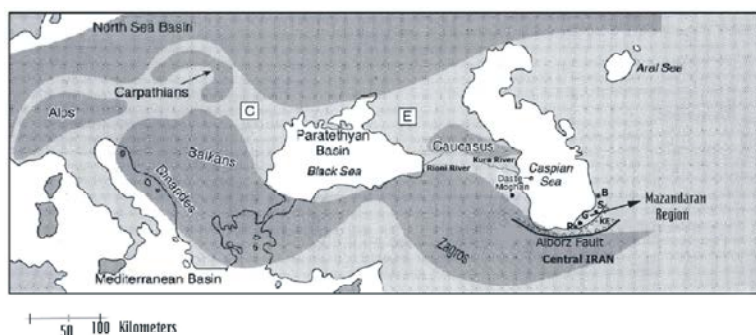 North Sea Basin
Aral Sea
Carpathians
C
E
Alps
Paratethyan
Basin
Black Sea
Caucasus
Balkans
Rioni River
Kura River
Caspian
Sea
Dasht
Moghan
Dinarides
B
S
G
R
KE
Mazandaran
Region
Zagros
Alborz Fault
Central IRAN
Mediterranean Basin
50 100 Kilometers